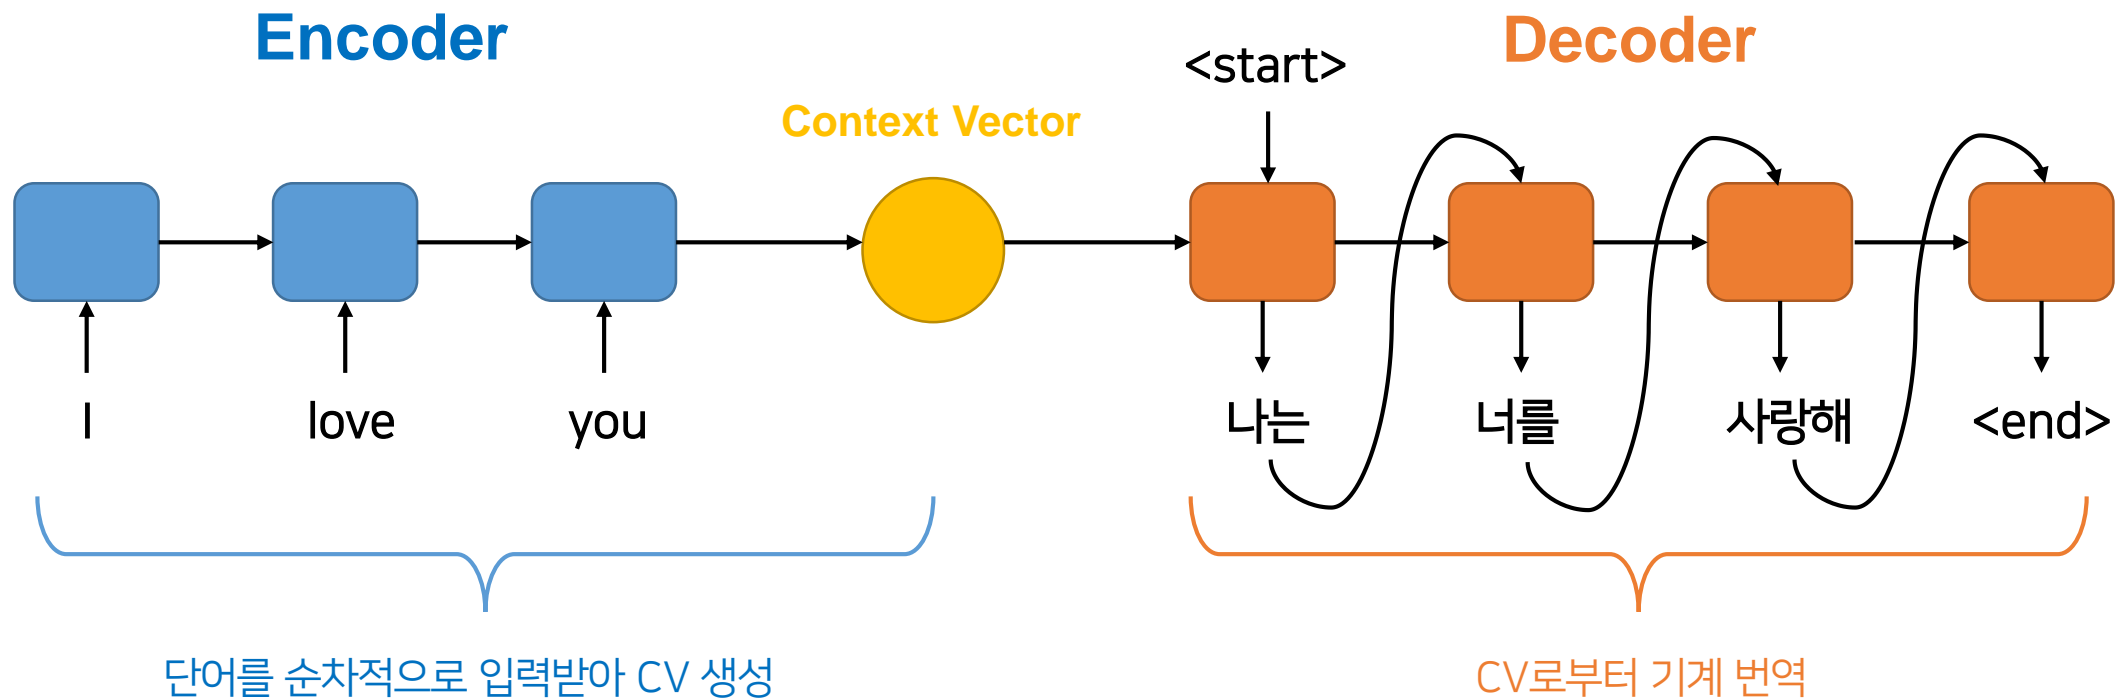 Encoder
Decoder
<start>
Context Vector
I love you
나는 너를 사랑해 <end>
단어를 순차적으로 입력받아 CV 생성
CV로부터 기계 번역